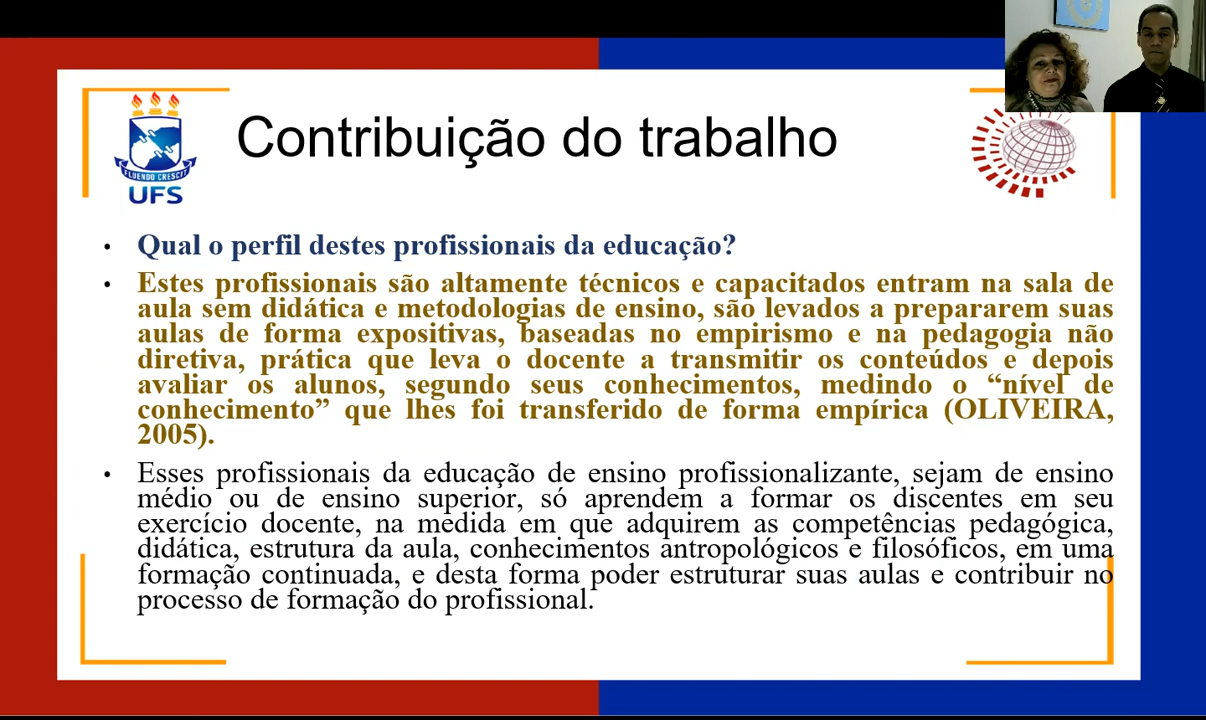 Contribuição do trabalho
FLUENDO CRESCIT
UFS
• Qual o perfil destes profissionais da educação?
• Estes profissionais são altamente técnicos e capacitados entram na sala de
aula sem didática e metodologias de ensino, são levados a prepararem suas
aulas de forma expositivas, baseadas no empirismo e na pedagogia não
diretiva, prática que leva o docente a transmitir os conteúdos e depois
avaliar os alunos, segundo seus conhecimentos, medindo o “nível de
conhecimento” que lhes foi transferido de forma empírica (OLIVEIRA,
2005).
• Esses profissionais da educação de ensino profissionalizante, sejam de ensino
médio ou de ensino superior, só aprendem a formar os discentes em seu
exercício docente, na medida em que adquirem as competências pedagógica,
didática, estrutura da aula, conhecimentos antropológicos e filosóficos, em uma
formação continuada, e desta forma poder estruturar suas aulas e contribuir no
processo de formação do profissional.